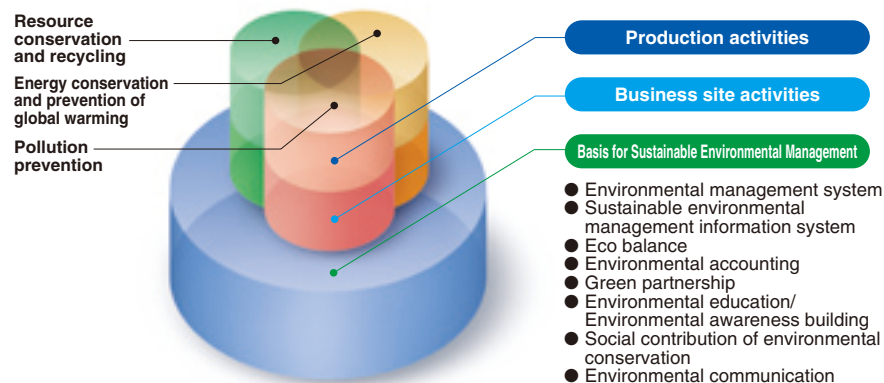 Resource
conservation
and recycling
Energy conservation
and prevention of
global warming
Pollution
prevention
Production activities
Business site activities
Basis for Sustainable Environmental Management
● Environmental management system
● Sustainable environmental
management information system
● Eco balance
● Environmental accounting
● Green partnership
● Environmental education/
Environmental awareness building
● Social contribution of environmental
conservation
● Environmental communication